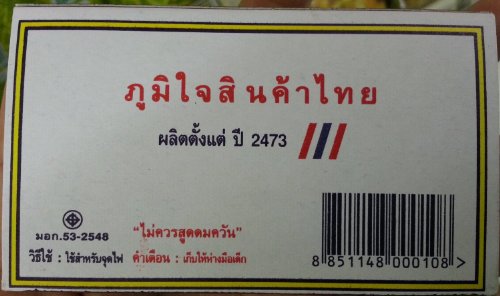 ภูมิใจสินค้าไทย
ผลิตตั้งแต่ ปี 2473
มอก.53-2548
"ไม่ควรสูดดมควัน"
วิธีใช้ : ใช้สำหรับจุดไฟ คำเตือน : เก็บให้ห่างมือเด็ก
8 851148 000108 >